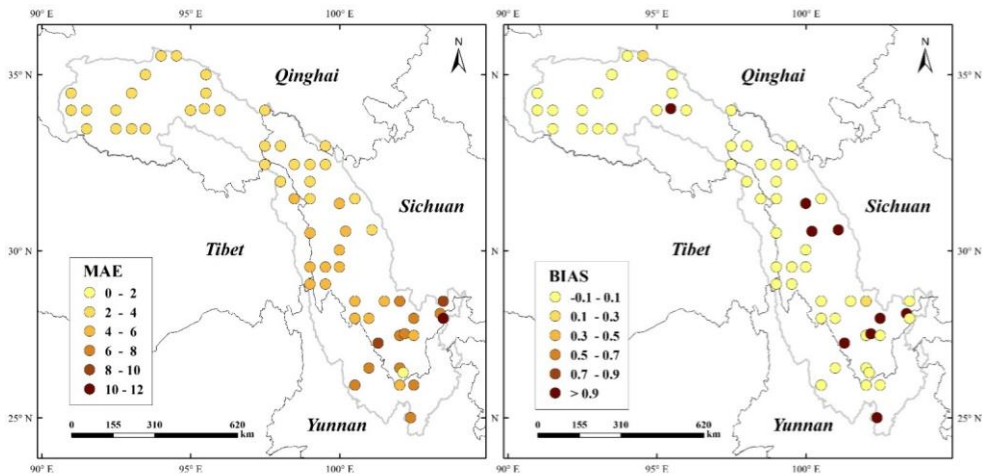 90° E
95° E
100° E
N
35° N
Qinghai
Sichuan
30° N
Tibet
MAE
0 - 2
2 - 4
4 - 6
6 - 8
8 - 10
10 - 12
25° N
Yunnan
0
155
310
620
km
90° E
95° E
100° E
90° E
95° E
100° E
N
35° N
Qinghai
Sichuan
30° N
Tibet
BIAS
-0.1 - 0.1
0.1 - 0.3
0.3 - 0.5
0.5 - 0.7
0.7 - 0.9
> 0.9
25° N
Yunnan
0
155
310
620
km
90° E
95° E
100° E